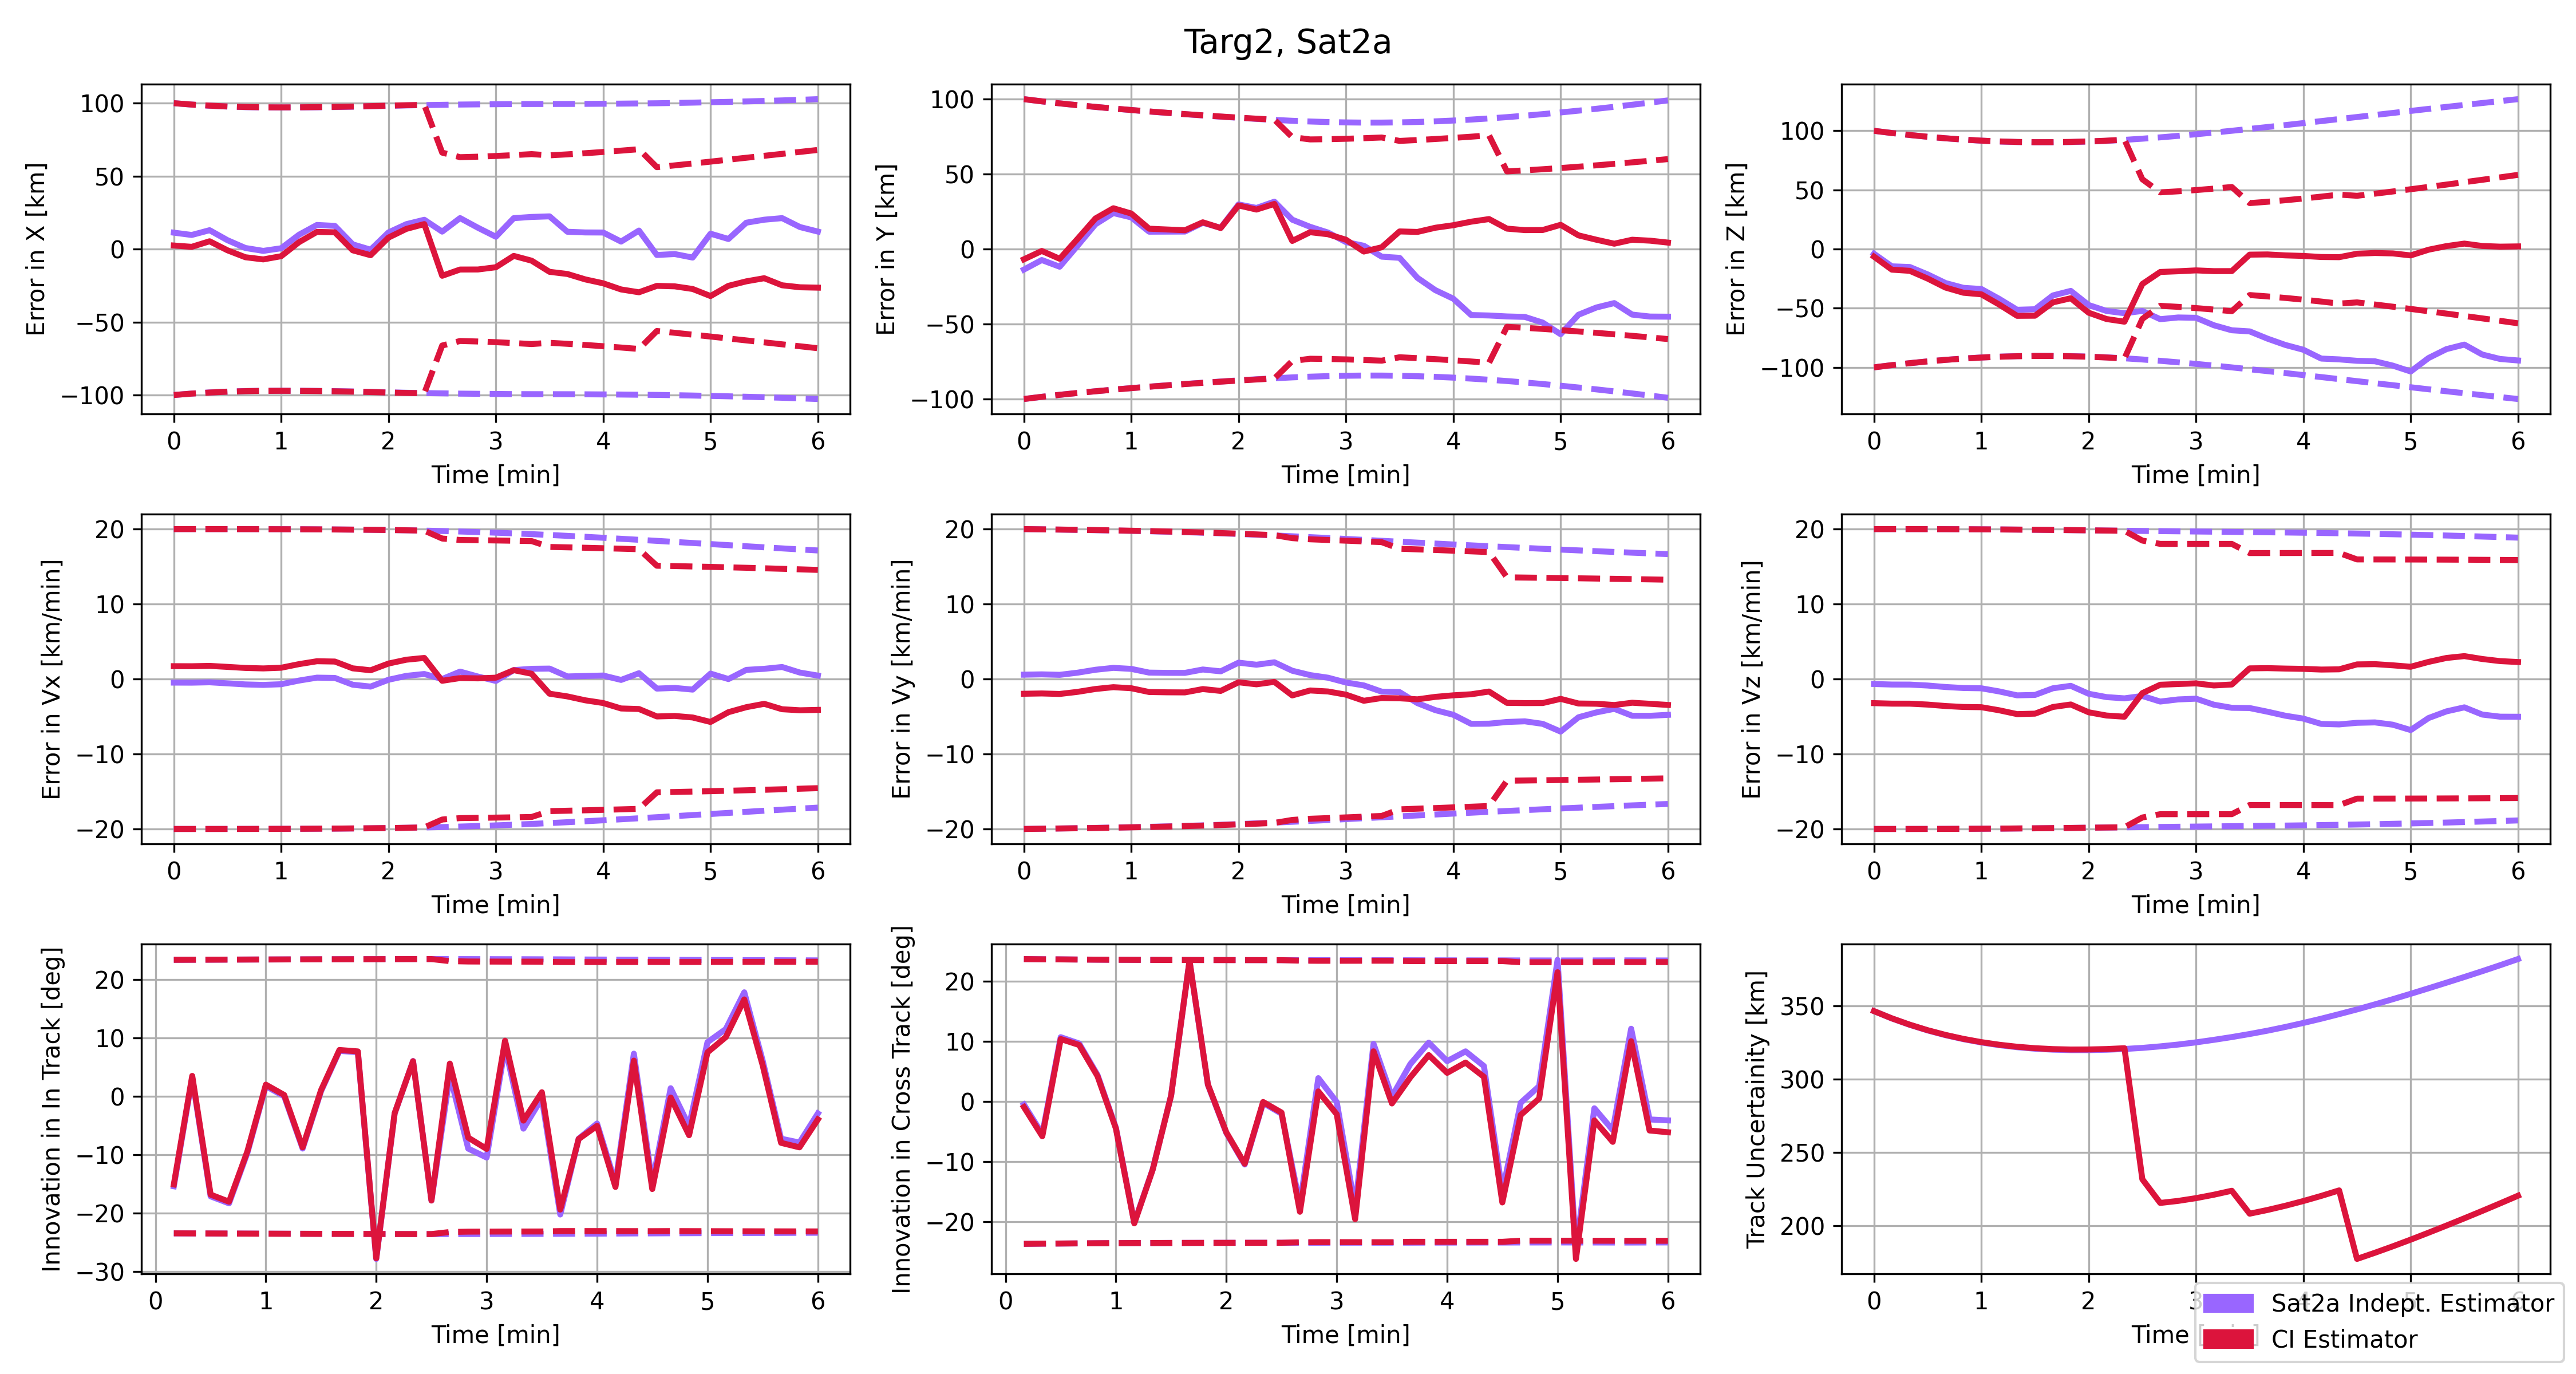 Targ2, Sat2a
Error in X [km]
100
50
0
−50
−100
0 1 2 3 4 5 6
Time [min]
Error in Y [km]
100
50
0
−50
−100
0 1 2 3 4 5 6
Time [min]
Error in Z [km]
100
50
0
−50
−100
0 1 2 3 4 5 6
Time [min]
Error in Vx [km/min]
20
10
0
−10
−20
0 1 2 3 4 5 6
Time [min]
Error in Vy [km/min]
20
10
0
−10
−20
0 1 2 3 4 5 6
Time [min]
Error in Vz [km/min]
20
10
0
−10
−20
0 1 2 3 4 5 6
Time [min]
Innovation in In Track [deg]
20
10
0
−10
−20
−30
0 1 2 3 4 5 6
Time [min]
Innovation in Cross Track [deg]
20
10
0
−10
−20
0 1 2 3 4 5 6
Time [min]
Track Uncertainity [km]
350
300
250
200
0 1 2 3
Time
Sat2a Indept. Estimator
CI Estimator